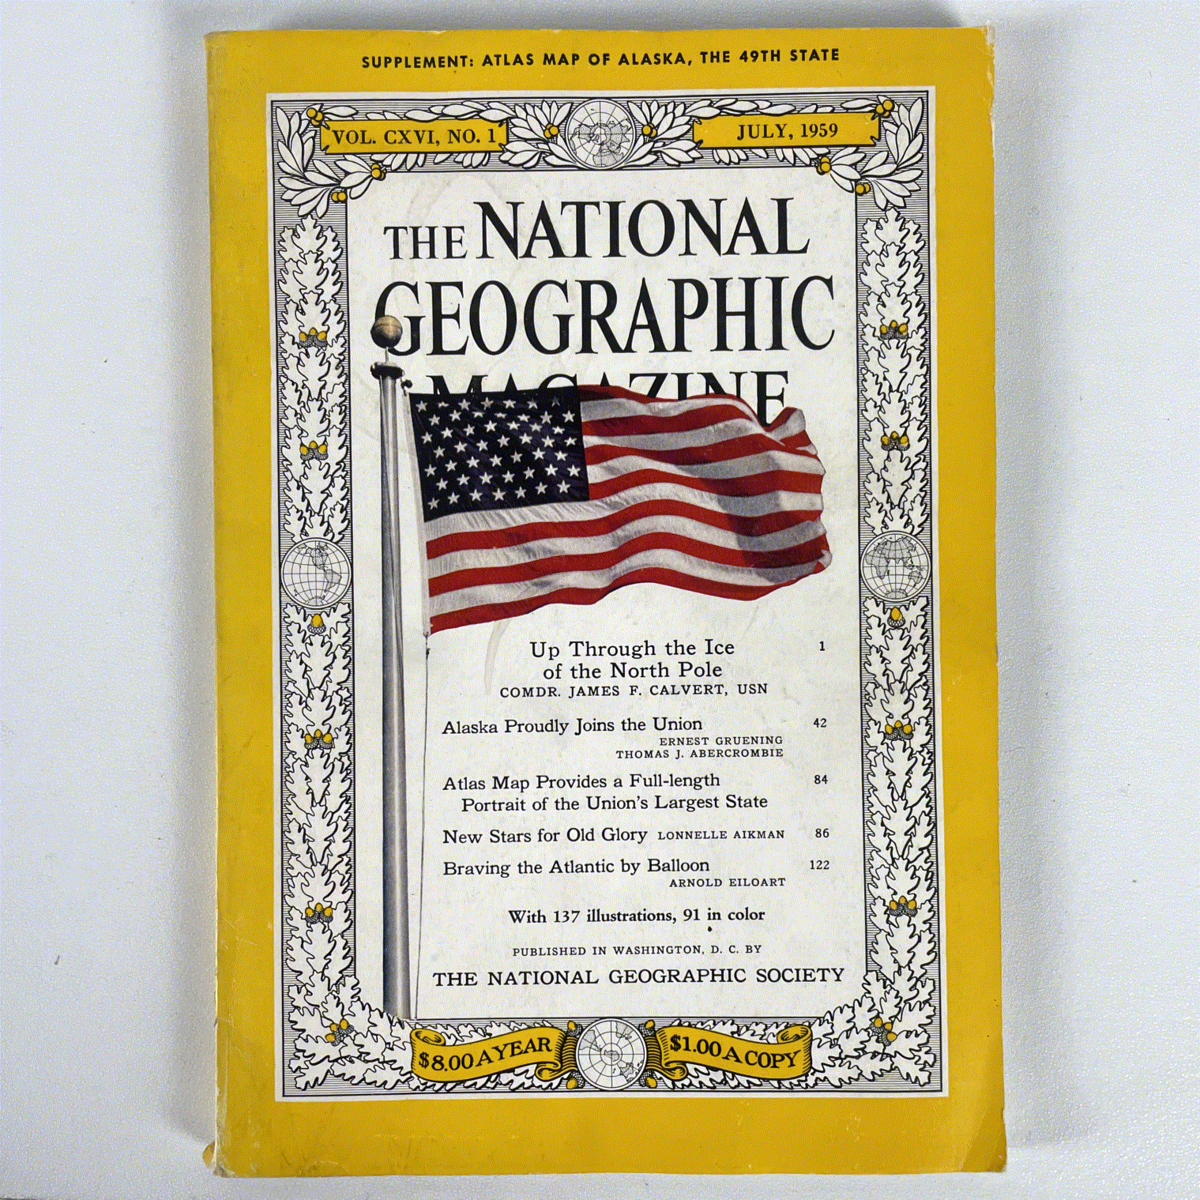 SUPPLEMENT: ATLAS MAP OF ALASKA, THE 49TH STATE
VOL. CXVI, NO. 1
JULY, 1959
THE NATIONAL
GEOGRAPHIC
MAGAZINE
Up Through the Ice 1
of the North Pole
COMDR. JAMES F. CALVERT, USN
Alaska Proudly Joins the Union 42
ERNEST GRUENING
THOMAS J. ABERCROMBIE
Atlas Map Provides a Full-length 84
Portrait of the Union's Largest State
New Stars for Old Glory LONNELLE AIKMAN 86
Braving the Atlantic by Balloon 122
ARNOLD EILOART
With 137 illustrations, 91 in color
PUBLISHED IN WASHINGTON, D. C. BY
THE NATIONAL GEOGRAPHIC SOCIETY
$8.00 A YEAR
$1.00 A COPY